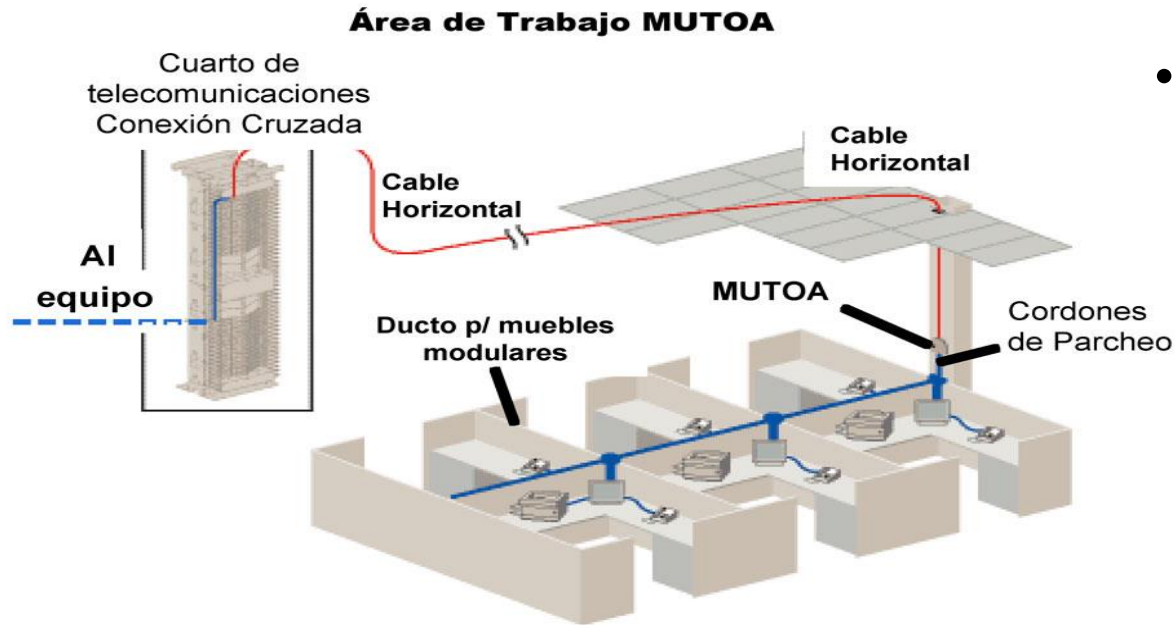 Área de Trabajo MUTOA
Cuarto de
telecomunicaciones
Conexión Cruzada
•
Cable
Horizontal
Cable
Horizontal
Al
equipo
MUTOA
Cordones
de Parcheo
Ducto p/ muebles
modulares